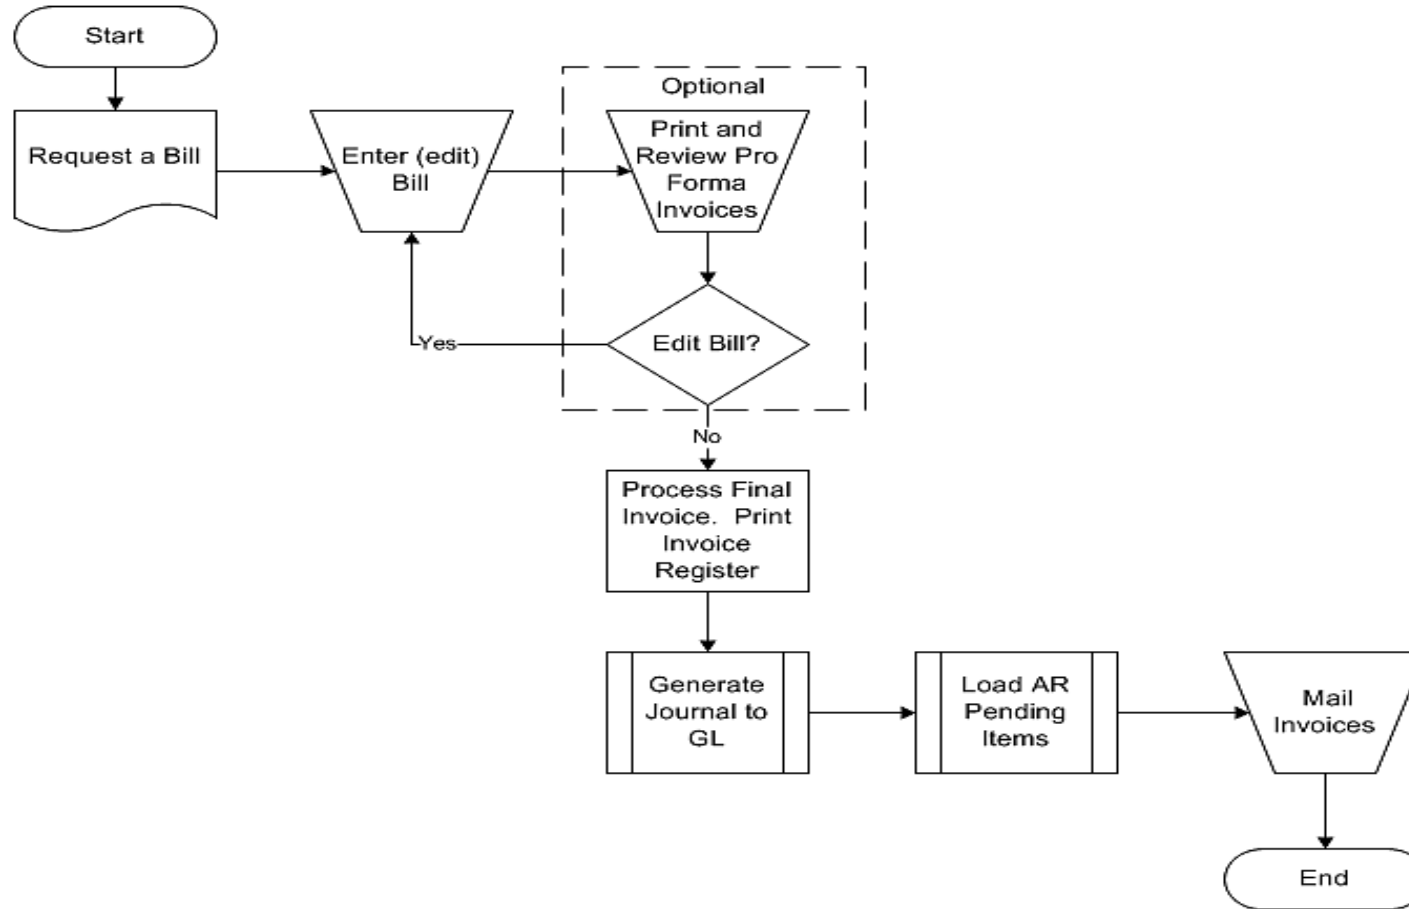 Start
Request a Bill
Enter (edit)
Bill
Optional
Print and
Review Pro
Forma
Invoices
Edit Bill?
Yes
No
Process Final
Invoice.  Print
Invoice
Register
Generate
Journal to
GL
Load AR
Pending
Items
Mail
Invoices
End